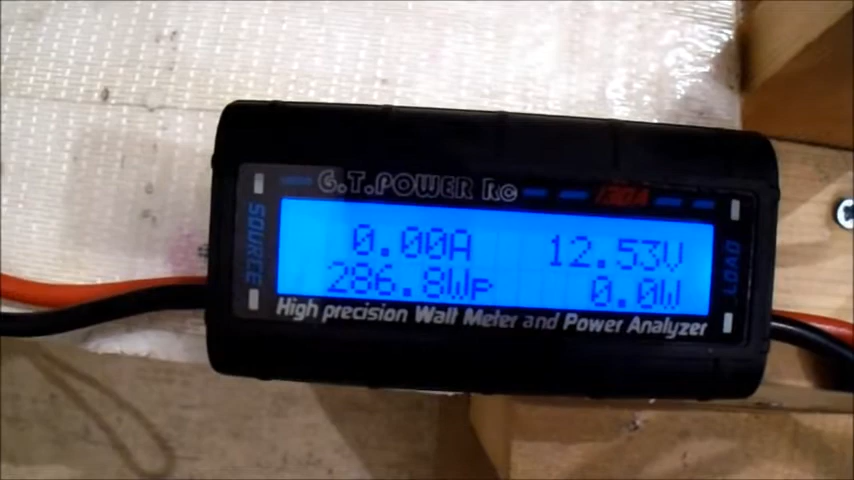 G.T.POWER RC 130A
SOURCE
0.00A 12.53V
286.8Wp 0.0W
LOAD
High precision Watt Meter and Power Analyzer